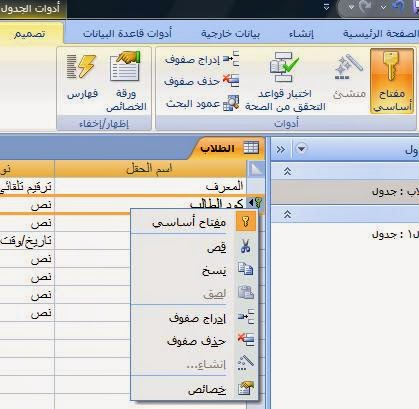 أدوات الجدول
الصفحة الرئيسية
إنشاء
بيانات خارجية
أدوات قاعدة البيانات
تصميم
مفتاح أساسي
منشئ
اختبار قواعد التحقق من الصحة
إدراج صفوف
حذف صفوف
عمود البحث
أدوات
ورقة الخصائص
فهارس
إظهار/إخفاء
ول
«
الطلاب
اب : جدول
ل١ : جدول
اسم الحقل
نو
المعرف
ترقيم تلقائي
كود الطالب
نص
نص
تاريخ/وقت
نص
نص
نص
نص
مفتاح أساسي
قص
نسخ
لصق
إدراج صفوف
حذف صفوف
إنشاء...
خصائص